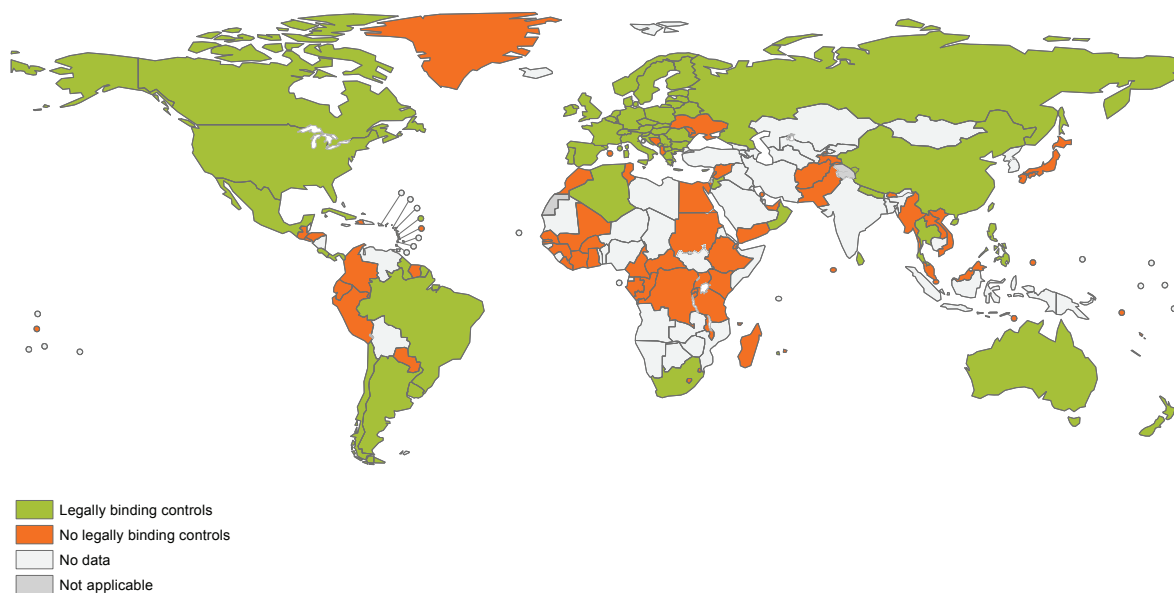 Legally binding controls
No legally binding controls
No data
Not applicable